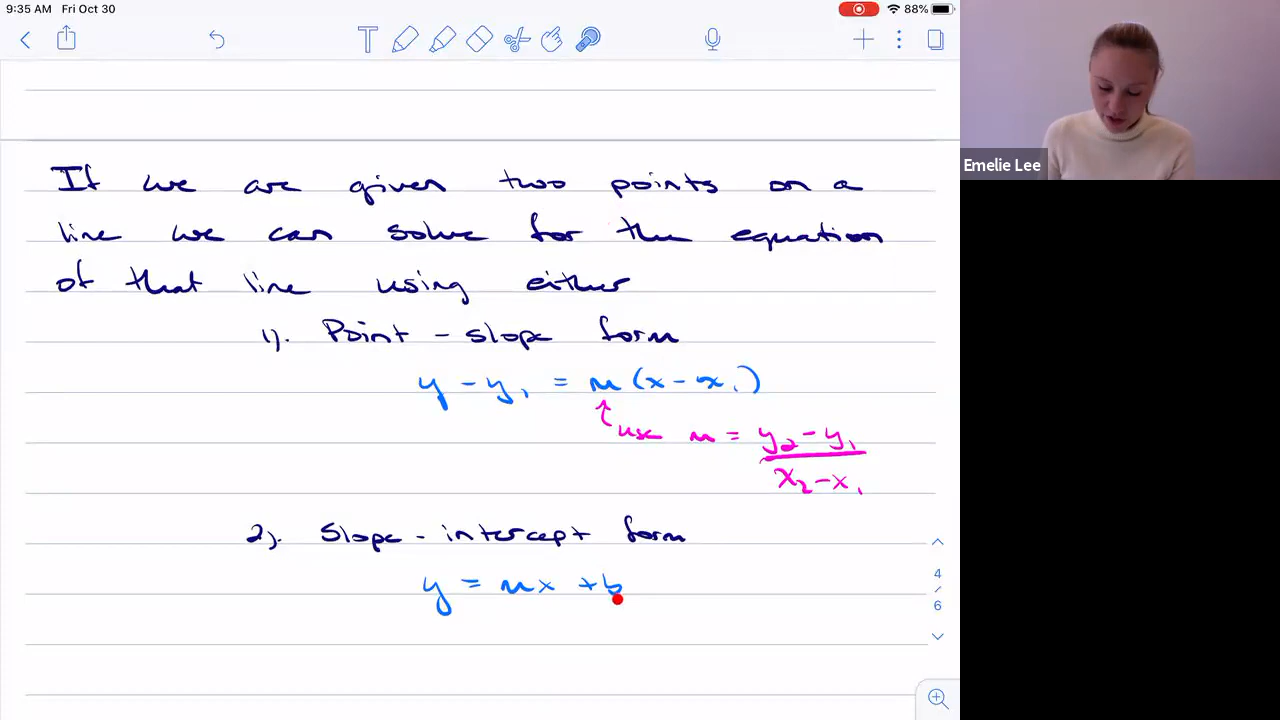 9:35 AM Fri Oct 30
88%
T
Emelie Lee
If we are given two points on a
line we can solve for the equation
of that line using either
1). Point - slope form
y - y₁ = m(x - x₁)
use m = y₂ - y₁
x₂ - x₁
2). Slope - intercept form
y = mx + b
4
/
6